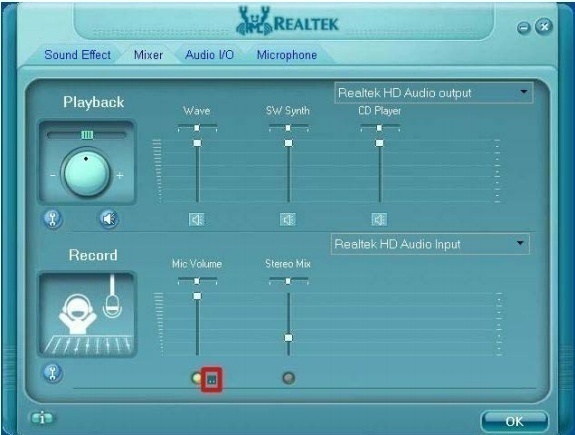 REALTEK
Sound Effect Mixer Audio I/O Microphone
Realtek HD Audio output
Playback
Wave SW Synth CD Player
- +
Realtek HD Audio Input
Record
Mic Volume Stereo Mix
i
OK